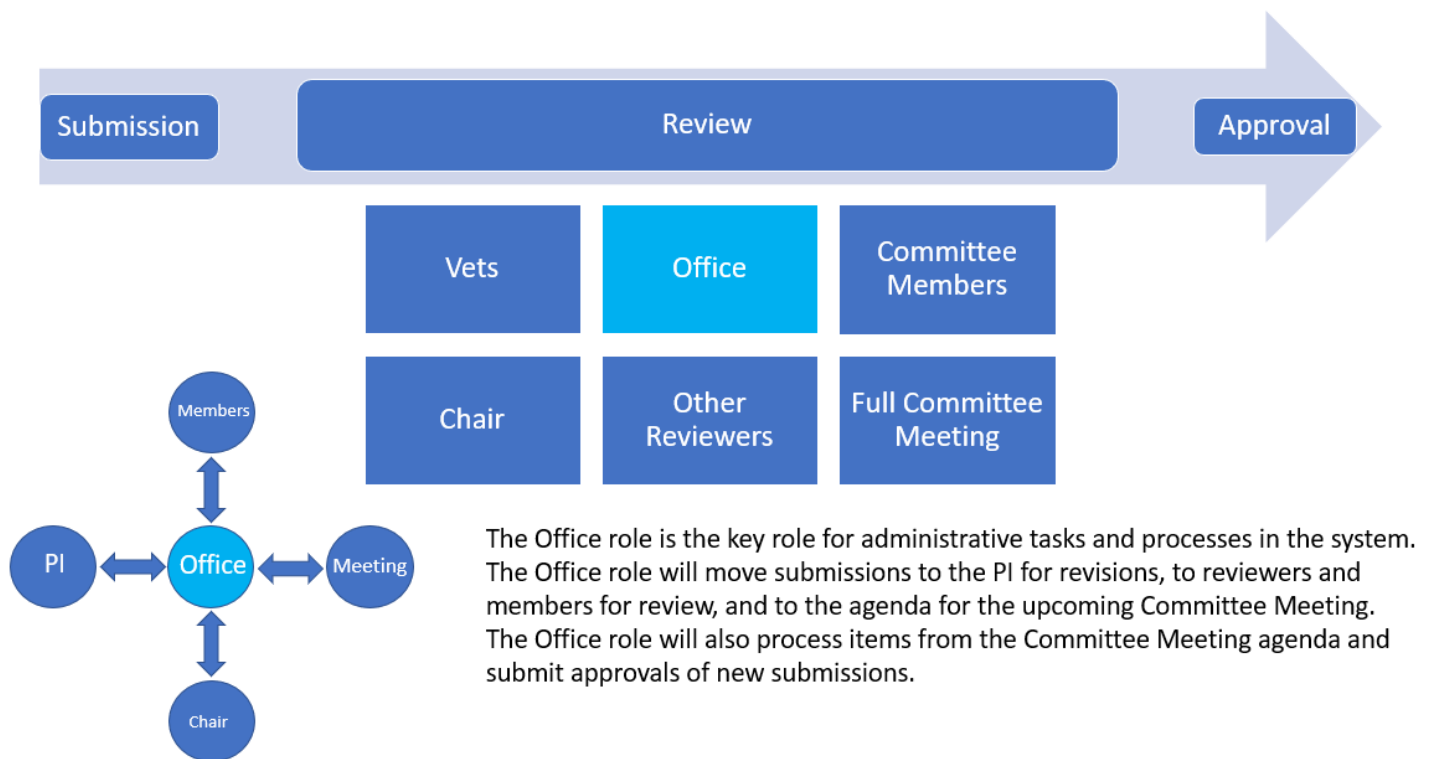 Submission
Review
Approval
Vets
Office
Committee
Members
Chair
Other
Reviewers
Full Committee
Meeting
Members
PI
Office
Meeting
Chair
The Office role is the key role for administrative tasks and processes in the system.
The Office role will move submissions to the PI for revisions, to reviewers and
members for review, and to the agenda for the upcoming Committee Meeting.
The Office role will also process items from the Committee Meeting agenda and
submit approvals of new submissions.